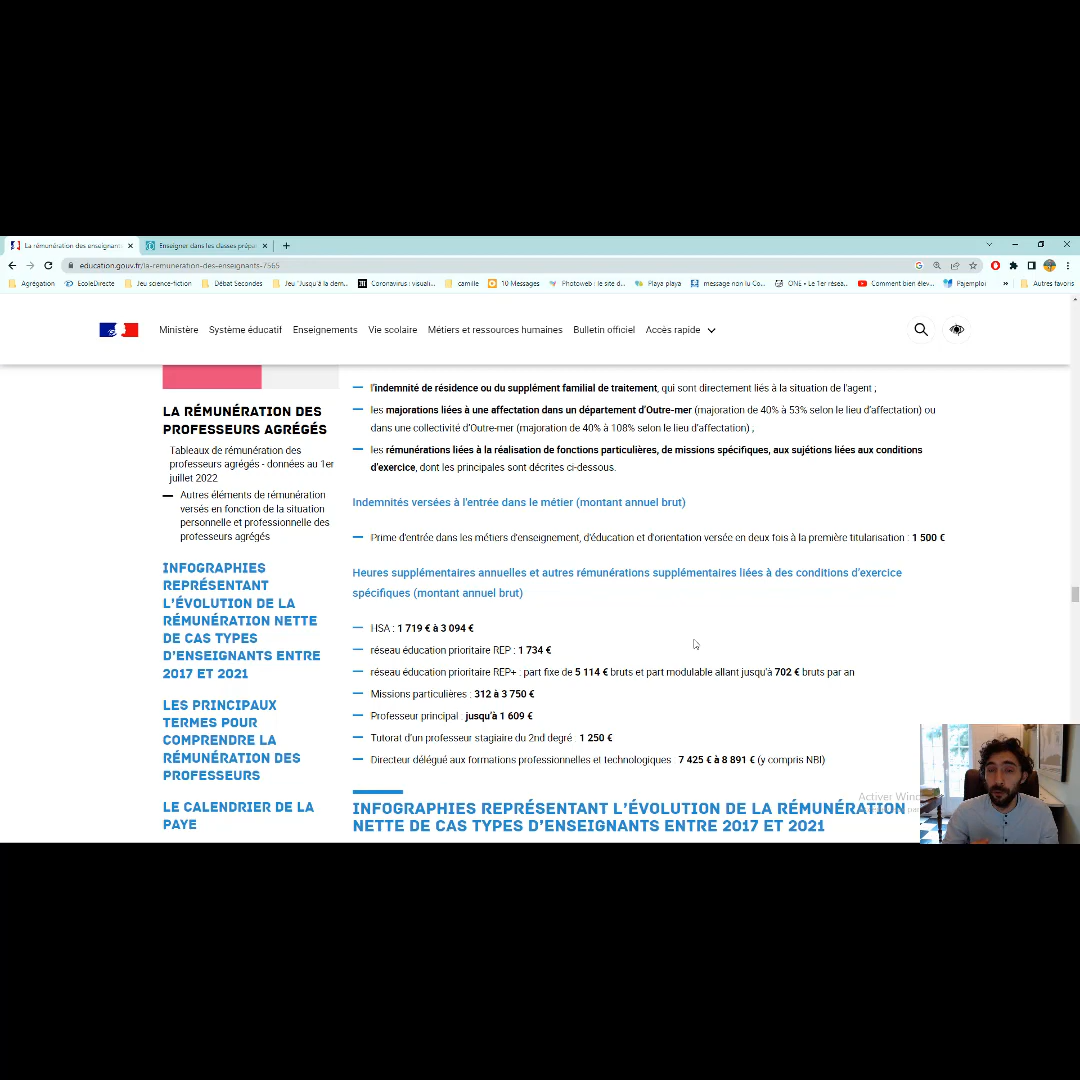 La rémunération des enseignants
Enseigner dans les classes prépa
education.gouv.fr/la-remuneration-des-enseignants-7565
Agrégation
EcoleDirecte
Jeu science-fiction
Débat Secondes
Jeu "Jusqu'à la dem...
Coronavirus : visuali...
camille
10 Messages
Photoweb : le site d...
Playa playa
message non lu Co...
ONE • Le 1er résea...
Comment bien élev...
Pajemploi
»
Autres favoris
Ministère Système éducatif Enseignements Vie scolaire Métiers et ressources humaines Bulletin officiel Accès rapide
LA RÉMUNÉRATION DES
PROFESSEURS AGRÉGÉS
Tableaux de rémunération des
professeurs agrégés - données au 1er
juillet 2022
Autres éléments de rémunération
versés en fonction de la situation
personnelle et professionnelle des
professeurs agrégés
INFOGRAPHIES
REPRÉSENTANT
L'ÉVOLUTION DE LA
RÉMUNÉRATION NETTE
DE CAS TYPES
D'ENSEIGNANTS ENTRE
2017 ET 2021
LES PRINCIPAUX
TERMES POUR
COMPRENDRE LA
RÉMUNÉRATION DES
PROFESSEURS
LE CALENDRIER DE LA
PAYE
l'indemnité de résidence ou du supplément familial de traitement, qui sont directement liés à la situation de l'agent ;
les majorations liées à une affectation dans un département d'Outre-mer (majoration de 40% à 53% selon le lieu d'affectation) ou
dans une collectivité d'Outre-mer (majoration de 40% à 108% selon le lieu d'affectation) ;
les rémunérations liées à la réalisation de fonctions particulières, de missions spécifiques, aux sujétions liées aux conditions
d'exercice, dont les principales sont décrites ci-dessous.
Indemnités versées à l'entrée dans le métier (montant annuel brut)
Prime d'entrée dans les métiers d'enseignement, d'éducation et d'orientation versée en deux fois à la première titularisation : 1 500 €
Heures supplémentaires annuelles et autres rémunérations supplémentaires liées à des conditions d'exercice
spécifiques (montant annuel brut)
HSA : 1 719 € à 3 094 €
réseau éducation prioritaire REP : 1 734 €
réseau éducation prioritaire REP+ : part fixe de 5 114 € bruts et part modulable allant jusqu'à 702 € bruts par an
Missions particulières : 312 à 3 750 €
Professeur principal : jusqu'à 1 609 €
Tutorat d'un professeur stagiaire du 2nd degré : 1 250 €
Directeur délégué aux formations professionnelles et technologiques : 7 425 € à 8 891 € (y compris NBI)
Activer Win
INFOGRAPHIES REPRÉSENTANT L'ÉVOLUTION DE LA RÉMUNÉRATION
NETTE DE CAS TYPES D'ENSEIGNANTS ENTRE 2017 ET 2021